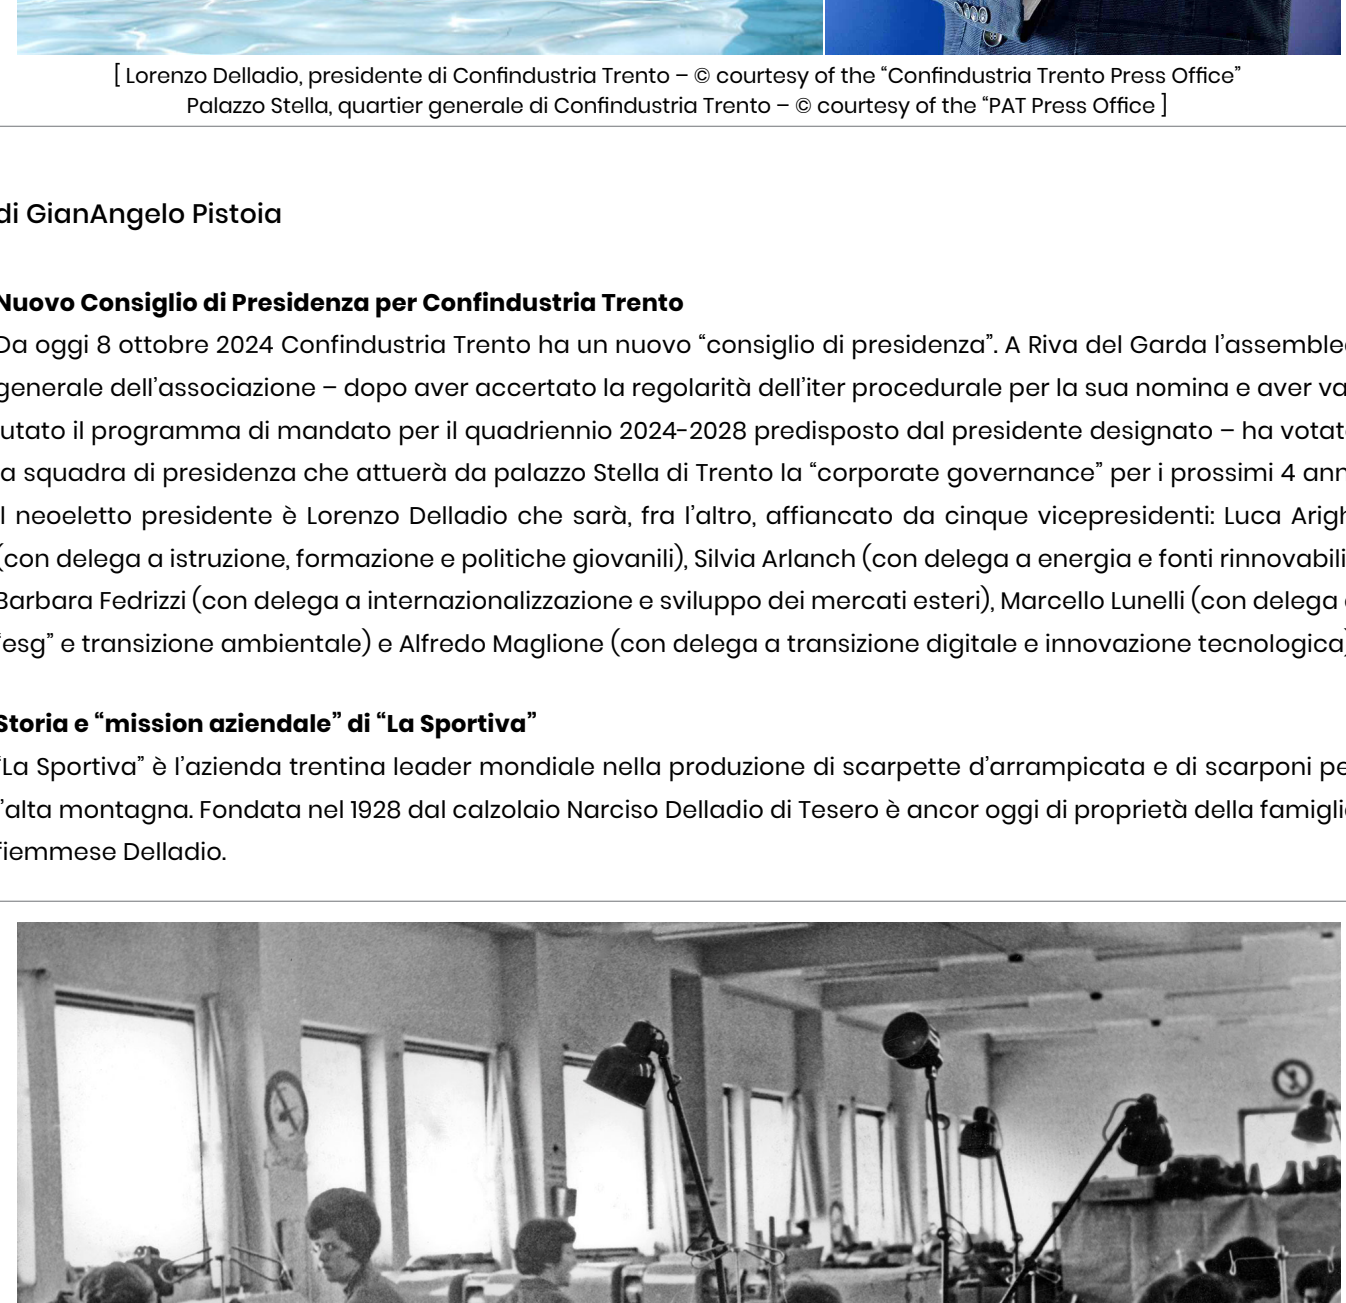 [ Lorenzo Delladio, presidente di Confindustria Trento – © courtesy of the “Confindustria Trento Press Office”
Palazzo Stella, quartier generale di Confindustria Trento – © courtesy of the “PAT Press Office ]
di GianAngelo Pistoia
Nuovo Consiglio di Presidenza per Confindustria Trento
Da oggi 8 ottobre 2024 Confindustria Trento ha un nuovo “consiglio di presidenza”. A Riva del Garda l’assemblea
generale dell’associazione – dopo aver accertato la regolarità dell’iter procedurale per la sua nomina e aver va
lutato il programma di mandato per il quadriennio 2024-2028 predisposto dal presidente designato – ha votato
la squadra di presidenza che attuerà da palazzo Stella di Trento la “corporate governance” per i prossimi 4 ann
Il neoeletto presidente è Lorenzo Delladio che sarà, fra l’altro, affiancato da cinque vicepresidenti: Luca Arigh
(con delega a istruzione, formazione e politiche giovanili), Silvia Arlanch (con delega a energia e fonti rinnovabili
Barbara Fedrizzi (con delega a internazionalizzazione e sviluppo dei mercati esteri), Marcello Lunelli (con delega a
“esg” e transizione ambientale) e Alfredo Maglione (con delega a transizione digitale e innovazione tecnologica)
Storia e “mission aziendale” di “La Sportiva”
“La Sportiva” è l’azienda trentina leader mondiale nella produzione di scarpette d’arrampicata e di scarponi pe
l’alta montagna. Fondata nel 1928 dal calzolaio Narciso Delladio di Tesero è ancor oggi di proprietà della famiglia
fiemmese Delladio.